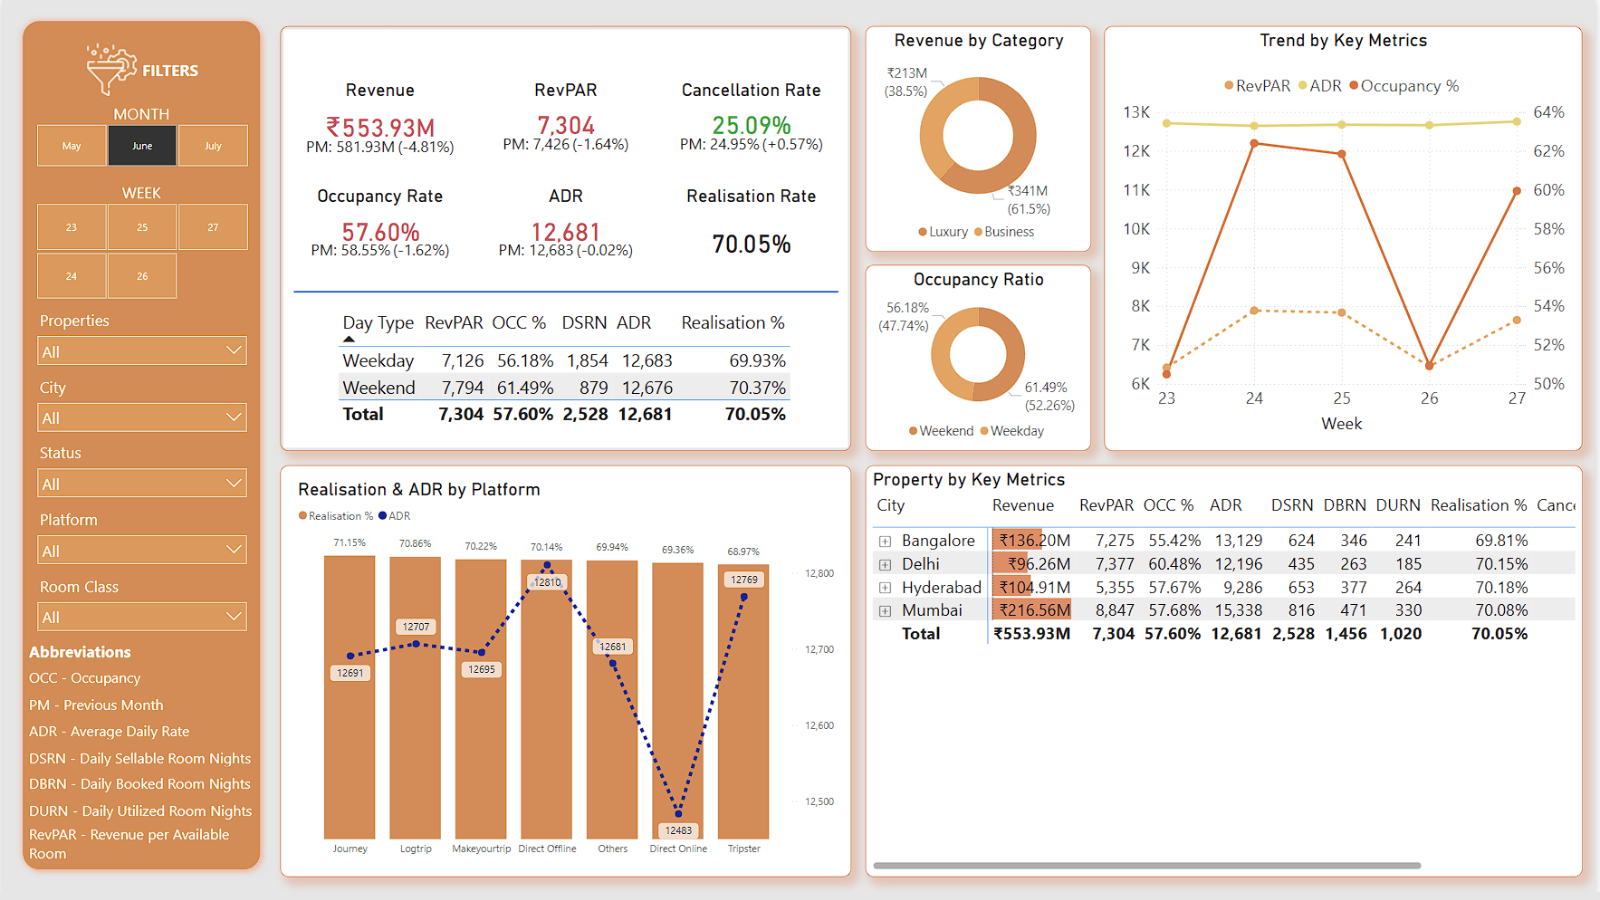 FILTERS
MONTH
May June July
WEEK
23 25 27
24 26
Properties
All
City
All
Status
All
Platform
All
Room Class
All
Abbreviations
OCC - Occupancy
PM - Previous Month
ADR - Average Daily Rate
DSRN - Daily Sellable Room Nights
DBRN - Daily Booked Room Nights
DURN - Daily Utilized Room Nights
RevPAR - Revenue per Available
Room
Revenue RevPAR Cancellation Rate
₹553.93M 7,304 25.09%
PM: 581.93M (-4.81%) PM: 7,426 (-1.64%) PM: 24.95% (+0.57%)
Occupancy Rate ADR Realisation Rate
57.60% 12,681 70.05%
PM: 58.55% (-1.62%) PM: 12,683 (-0.02%)
Day Type RevPAR OCC % DSRN ADR Realisation %
Weekday 7,126 56.18% 1,854 12,683 69.93%
Weekend 7,794 61.49% 879 12,676 70.37%
Total 7,304 57.60% 2,528 12,681 70.05%
Revenue by Category
₹213M
(38.5%)
₹341M
(61.5%)
Luxury Business
Occupancy Ratio
56.18%
(47.74%)
61.49%
(52.26%)
Weekend Weekday
Trend by Key Metrics
RevPAR ADR Occupancy %
13K 64%
12K 62%
11K 60%
10K 58%
9K 56%
8K 54%
7K 52%
6K 50%
23 24 25 26 27
Week
Realisation & ADR by Platform
Realisation % ADR
71.15% 70.86% 70.22% 70.14% 69.94% 69.36% 68.97%
12691 12707 12695 12810 12681 12483 12769
12,800
12,700
12,600
12,500
Journey Logtrip Makeyourtrip Direct Offline Others Direct Online Tripster
Property by Key Metrics
City Revenue RevPAR OCC % ADR DSRN DBRN DURN Realisation % Cance
Bangalore ₹136.20M 7,275 55.42% 13,129 624 346 241 69.81%
Delhi ₹96.26M 7,377 60.48% 12,196 435 263 185 70.15%
Hyderabad ₹104.91M 5,355 57.67% 9,286 653 377 264 70.18%
Mumbai ₹216.56M 8,847 57.68% 15,338 816 471 330 70.08%
Total ₹553.93M 7,304 57.60% 12,681 2,528 1,456 1,020 70.05%